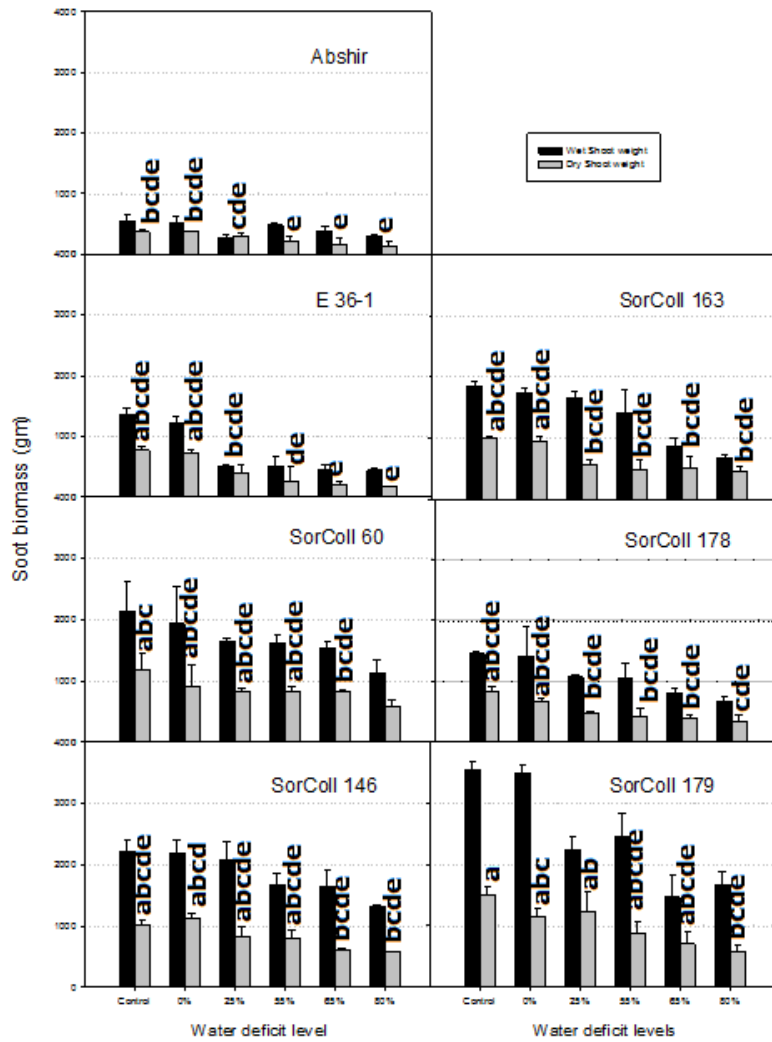 4000
Abshir
3000
2000
1000
Wet Shoot weight
Dry Shoot weight
bcde
bcde
cde
e
e
e
4000
E 36-1
3000
2000
1000
abcde
abcde
bcde
de
e
e
SorColl 163
abcde
abcde
bcde
bcde
bcde
bcde
Soot biomass (gm)
4000
SorColl 60
3000
2000
1000
abc
abcde
abcde
abcde
bcde
SorColl 178
abcde
abcde
bcde
bcde
bcde
cde
4000
SorColl 146
3000
2000
1000
0
abcde
abcd
abcde
abcde
bcde
bcde
SorColl 179
a
abc
ab
abcde
abcde
bcde
Control
0%
25%
55%
65%
80%
Control
0%
25%
55%
65%
80%
Water deficit level
Water deficit levels